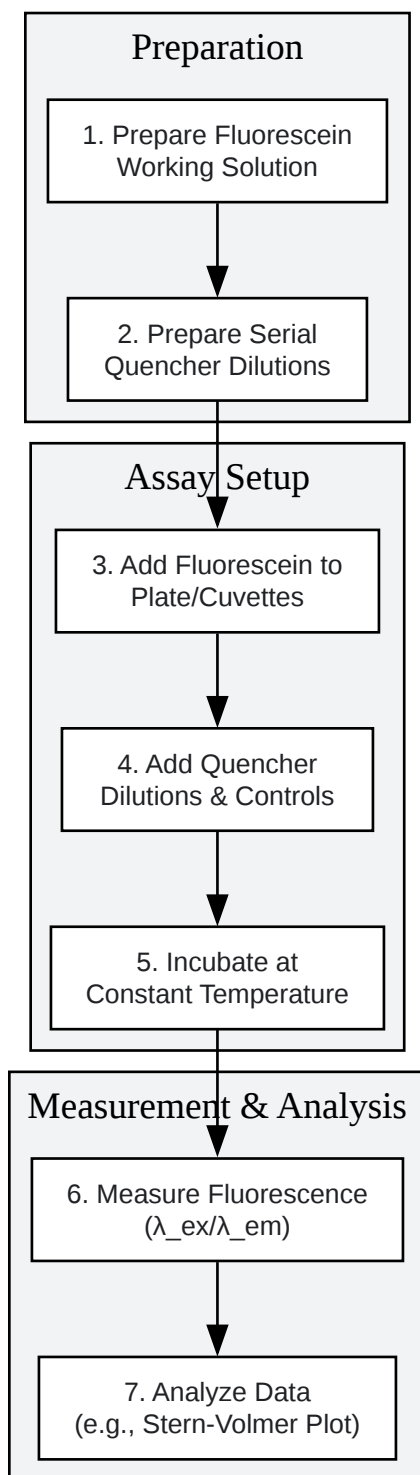 Preparation
1. Prepare Fluorescein
Working Solution
2. Prepare Serial
Quencher Dilutions
Assay Setup
3. Add Fluorescein to
Plate/Cuvettes
4. Add Quencher
Dilutions & Controls
5. Incubate at
Constant Temperature
Measurement & Analysis
6. Measure Fluorescence
(λ_ex/λ_em)
7. Analyze Data
(e.g., Stern-Volmer Plot)